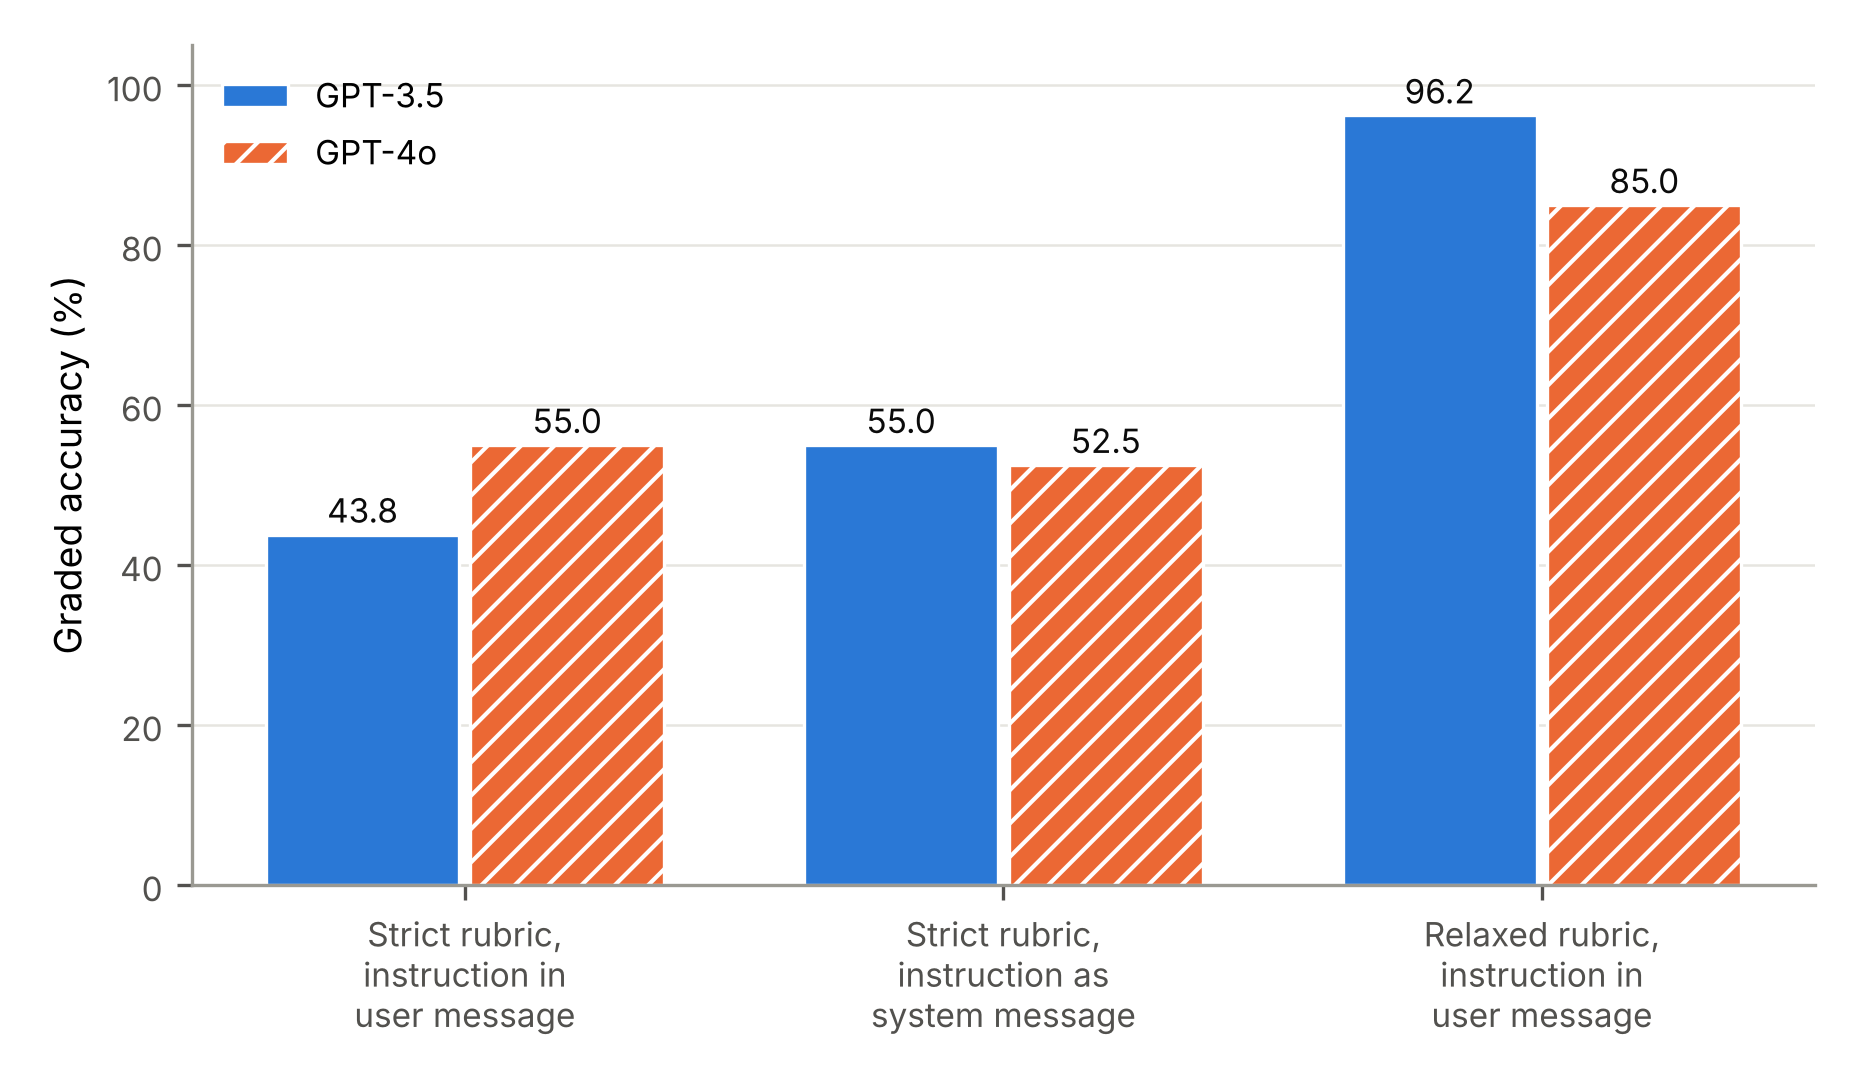 Graded accuracy (%)
100
80
60
40
20
0
GPT-3.5
GPT-4o
43.8
55.0
55.0
52.5
96.2
85.0
Strict rubric,
instruction in
user message
Strict rubric,
instruction as
system message
Relaxed rubric,
instruction in
user message